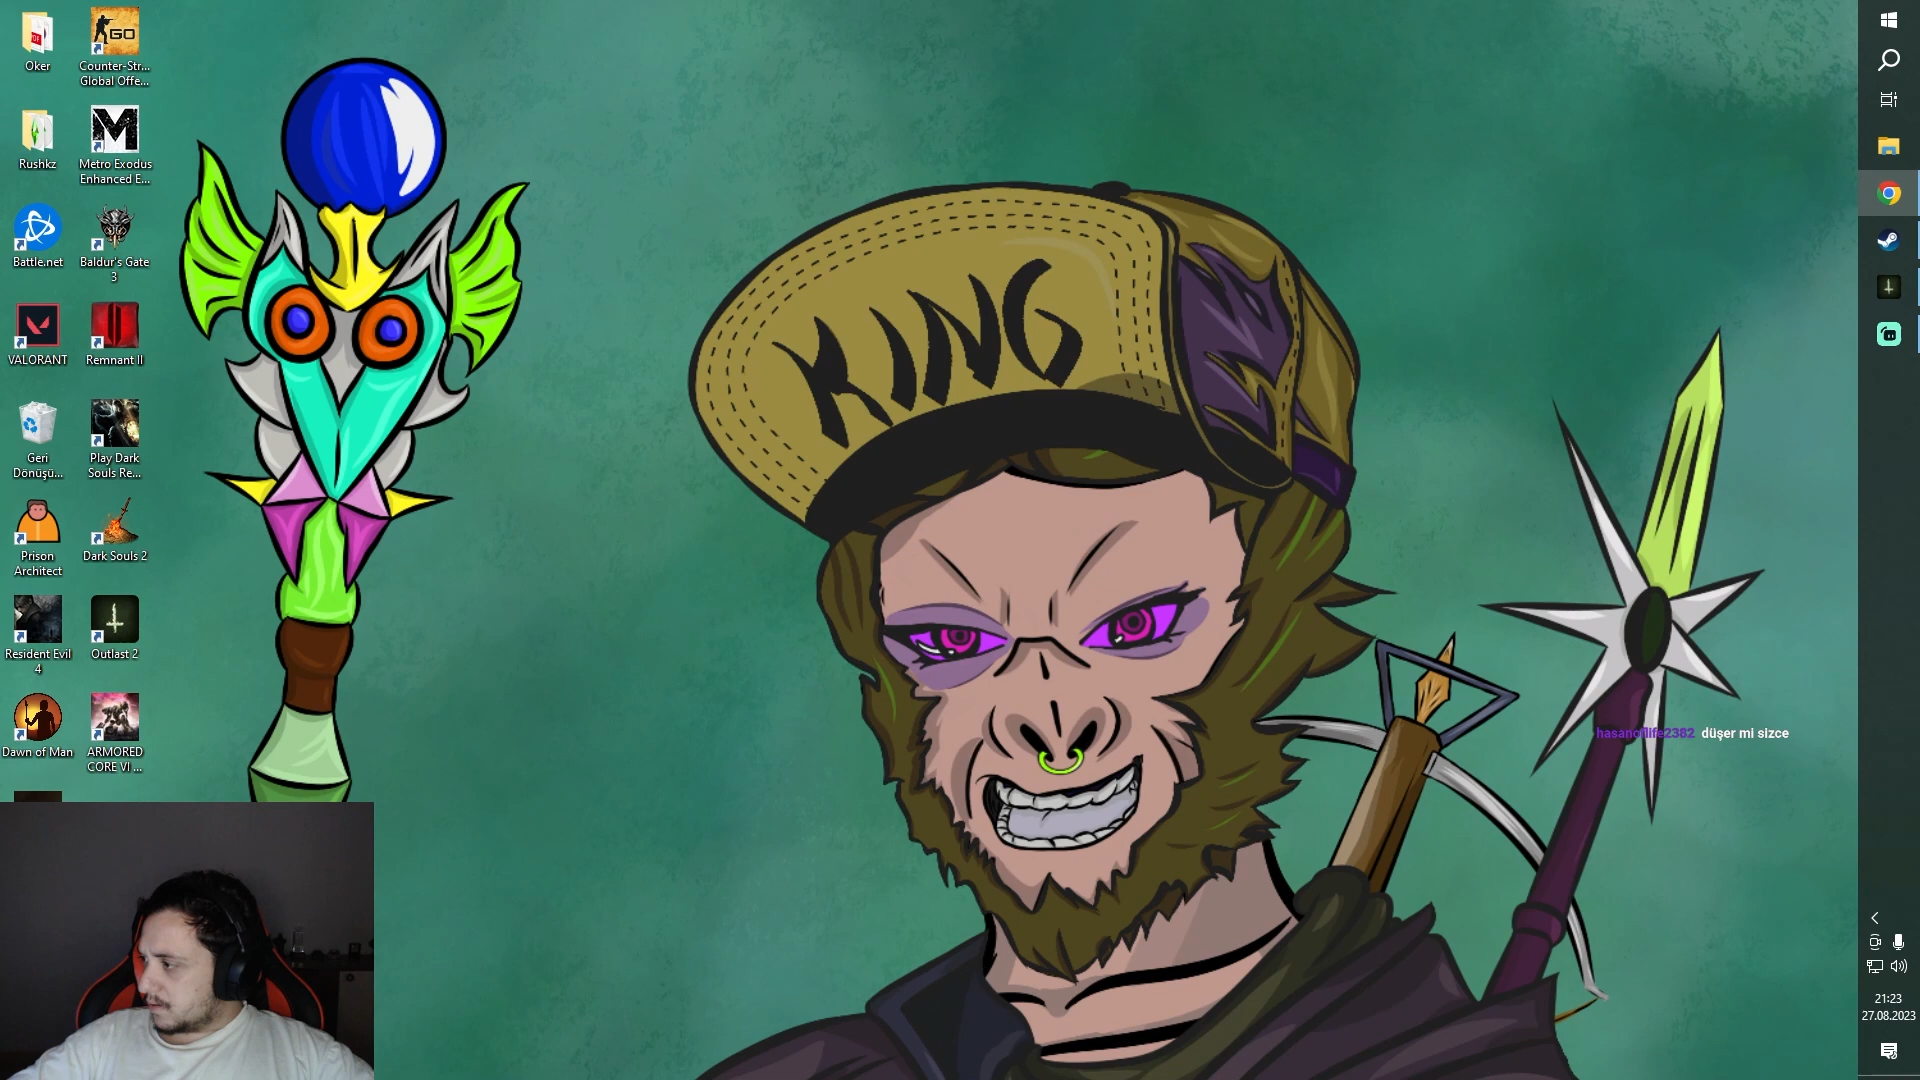 Oker
Counter-Str...
Global Offe...
GO
PDF
Rushkz
Metro Exodus
Enhanced E...
M
Battle.net
Baldur's Gate
3
VALORANT
Remnant II
Geri
Dönüşü...
Play Dark
Souls Re...
Prison
Architect
Dark Souls 2
Resident Evil
4
Outlast 2
Dawn of Man
ARMORED
CORE VI ...
KING
hasanoflife2382 düşer mi sizce
21:23
27.08.2023